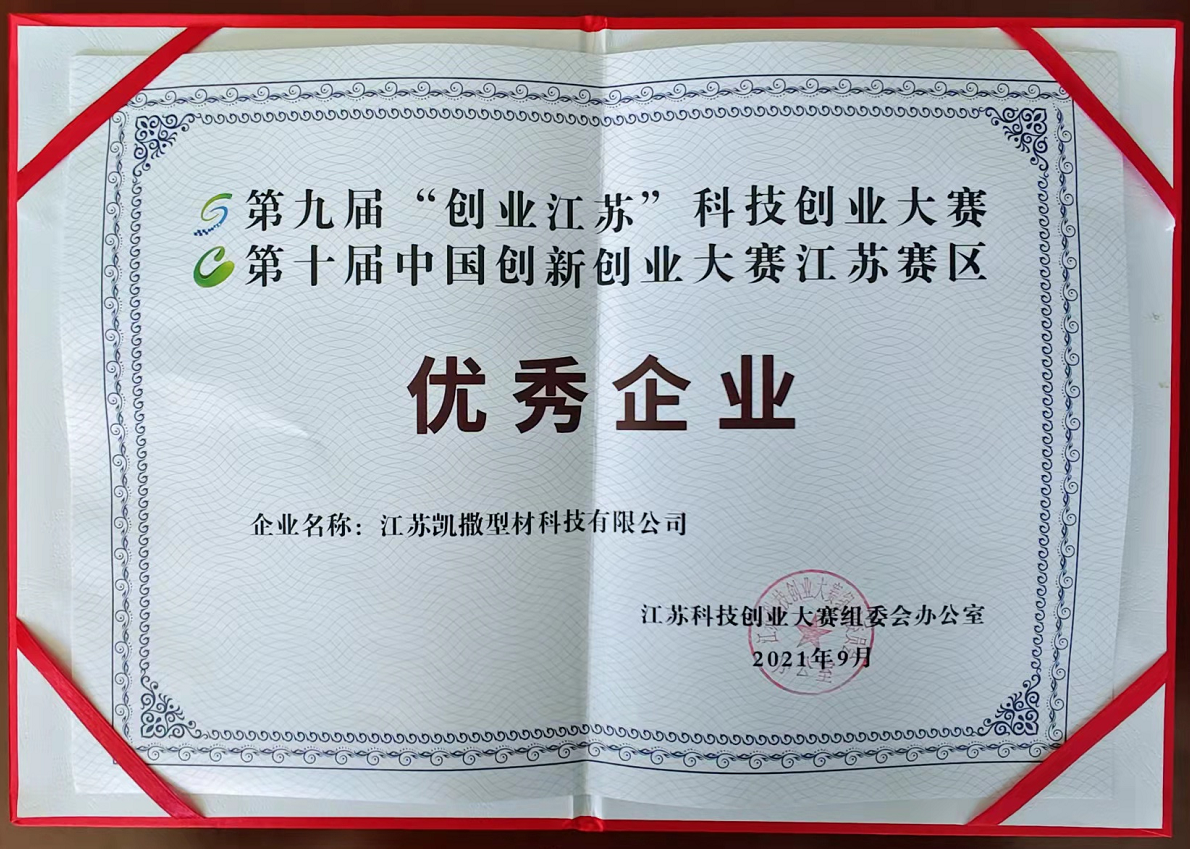 第九届“创业江苏”科技创业大赛
第十届中国创新创业大赛江苏赛区
优秀企业
企业名称：江苏凯撒型材科技有限公司
江苏科技创业大赛组委会办公室
2021年9月